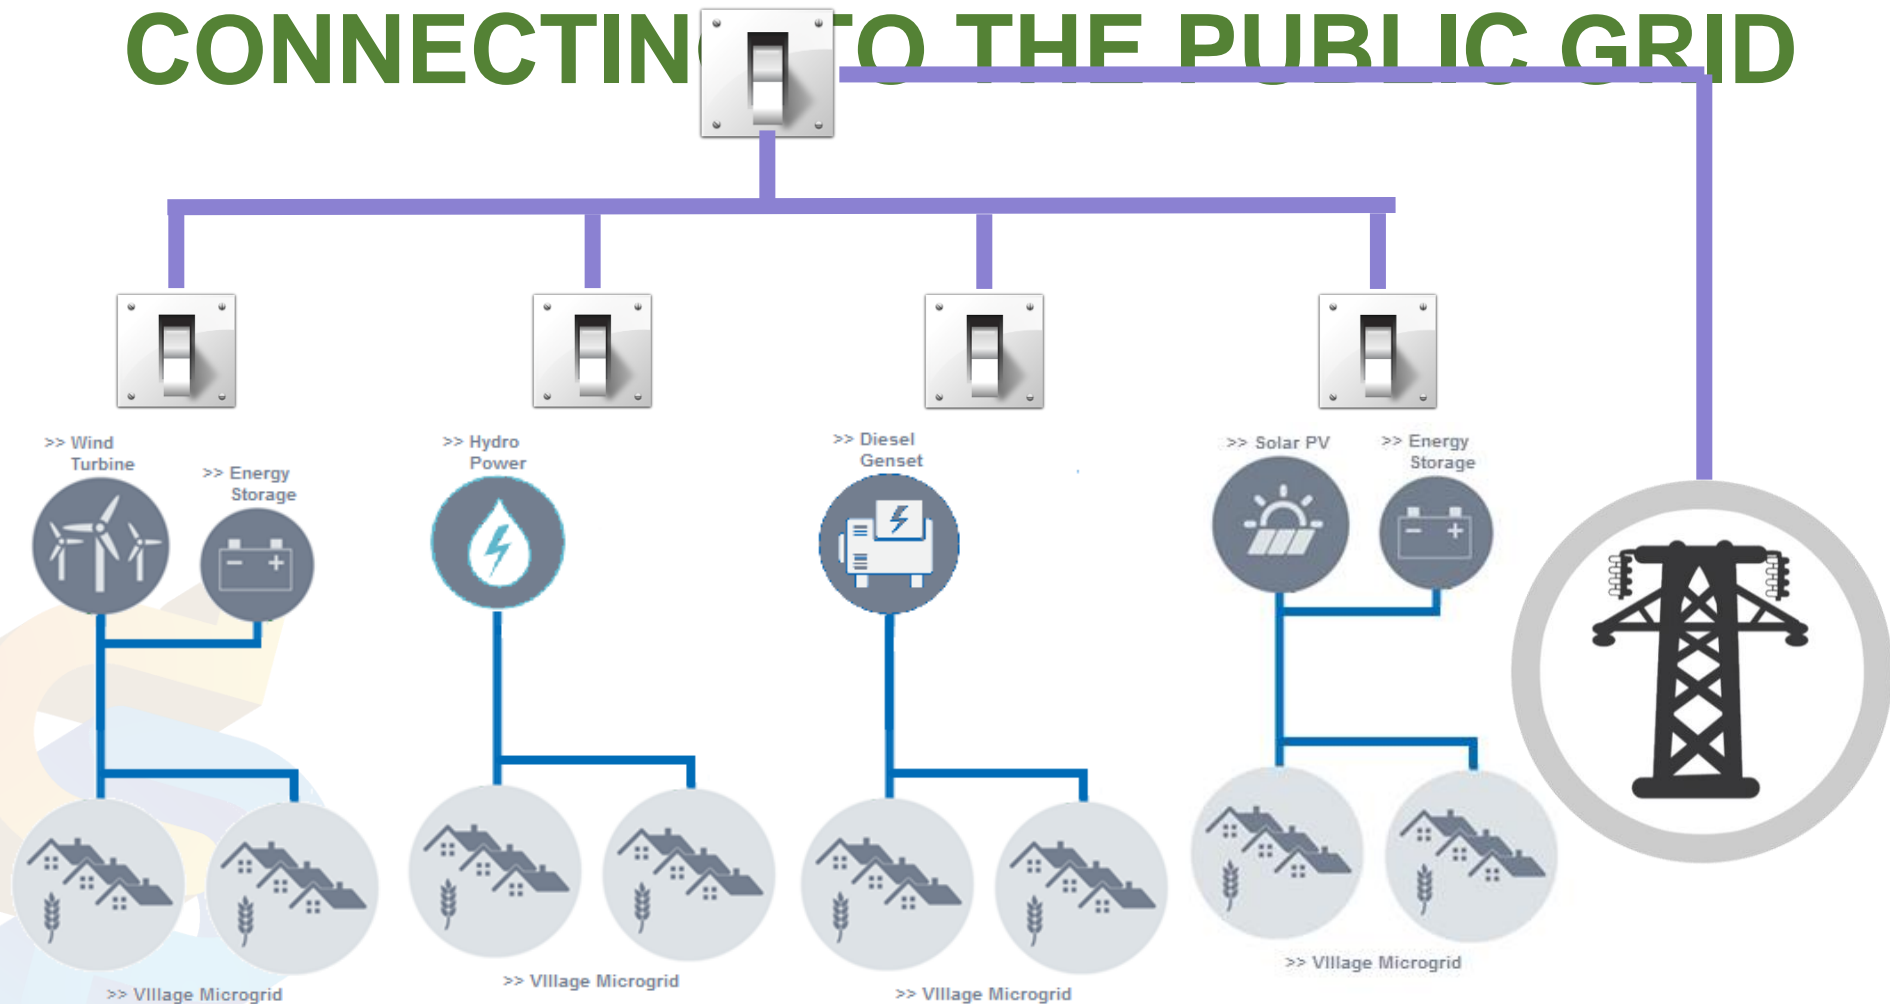 CONNECTING TO THE PUBLIC GRID
>> Wind
Turbine
>> Energy
Storage
>> Hydro
Power
>> Diesel
Genset
>> Solar PV
>> Energy
Storage
>> VIllage Microgrid
>> VIllage Microgrid
>> VIllage Microgrid
>> VIllage Microgrid